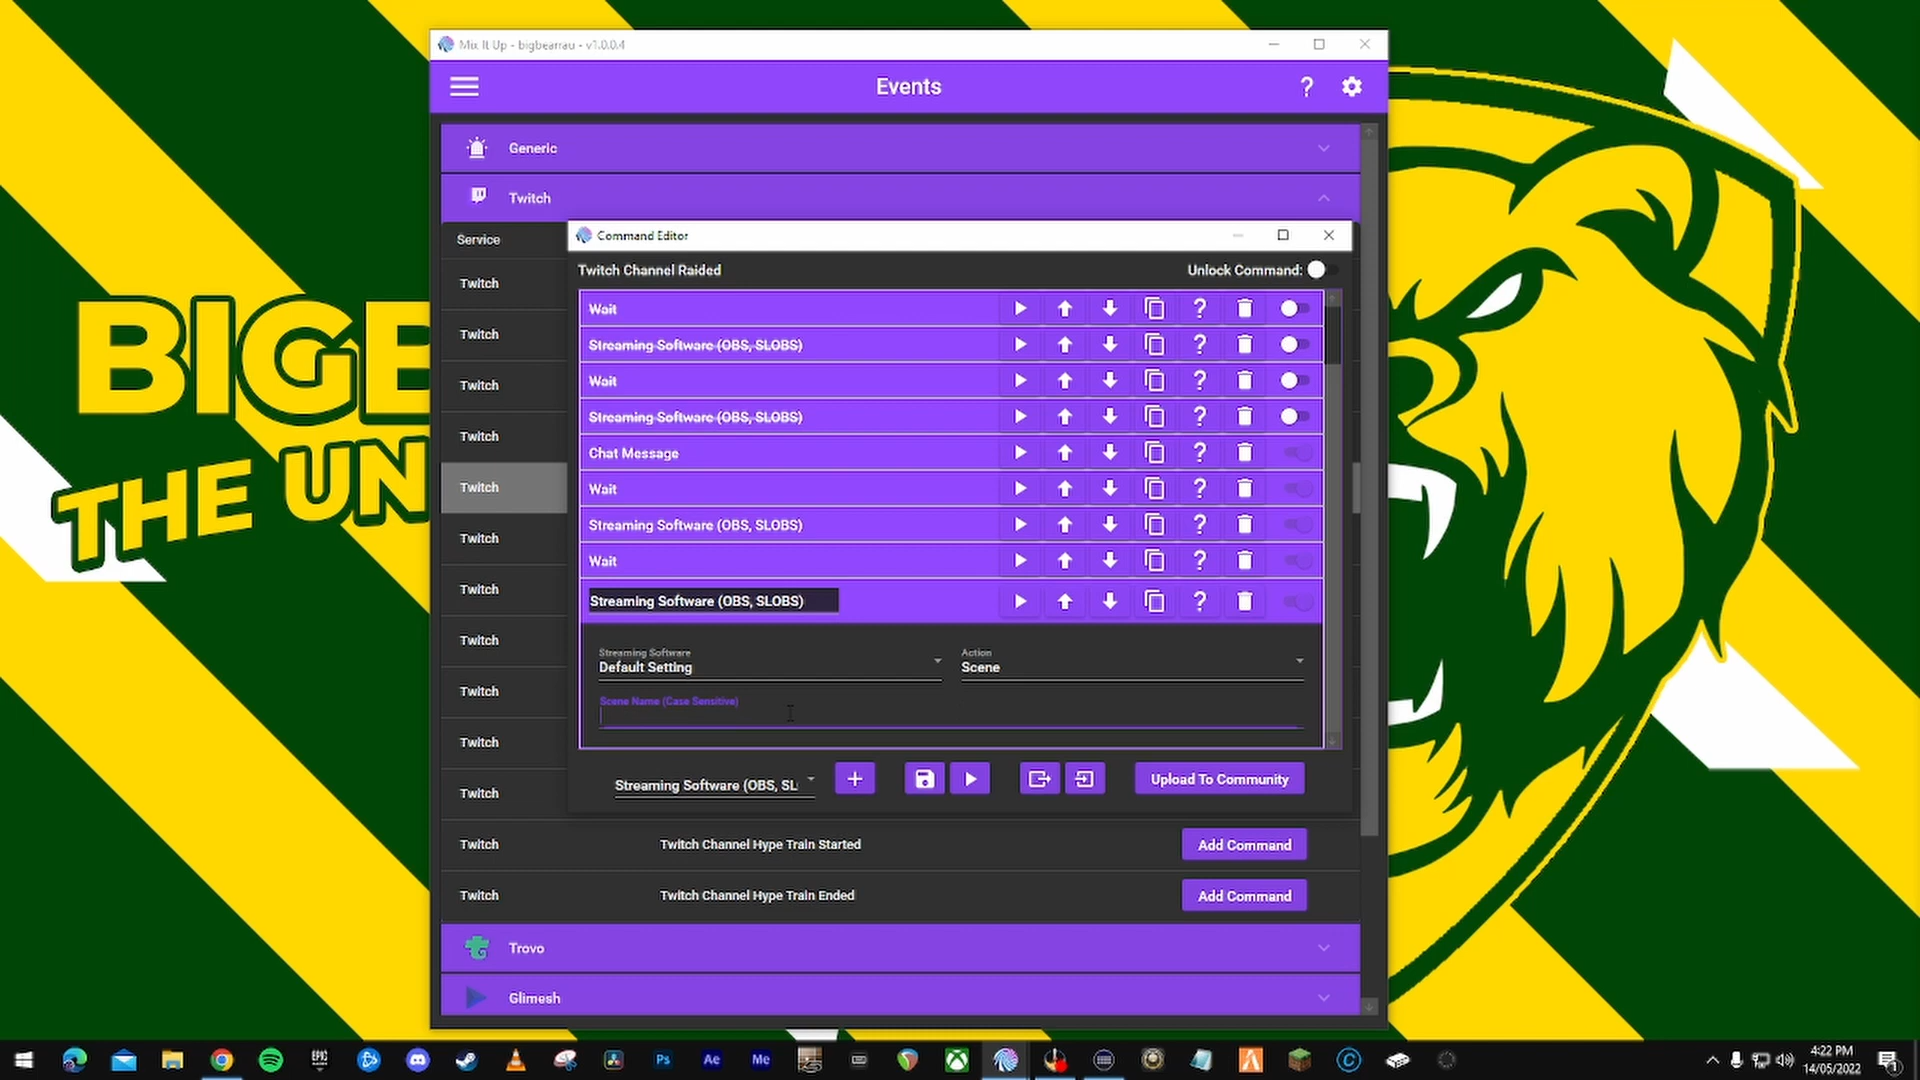 Mix It Up - bigbearrau - v1.0.0.4
Events
Generic
Twitch
Service
Command Editor
Twitch Channel Raided
Unlock Command:
Twitch
Wait
Twitch
Streaming Software (OBS, SLOBS)
Twitch
Wait
Twitch
Streaming Software (OBS, SLOBS)
Chat Message
Twitch
Wait
Twitch
Streaming Software (OBS, SLOBS)
Wait
Twitch
Streaming Software (OBS, SLOBS)
Twitch
Streaming Software
Default Setting
Action
Scene
Twitch
Scene Name (Case Sensitive)
Twitch
Streaming Software (OBS, SL
Upload To Community
Twitch
Twitch
Twitch Channel Hype Train Started
Add Command
Twitch
Twitch Channel Hype Train Ended
Add Command
Trovo
Glimesh
BIGB
THE UN
EPIC
Ps
Ae
Me
4:22 PM
14/05/2022